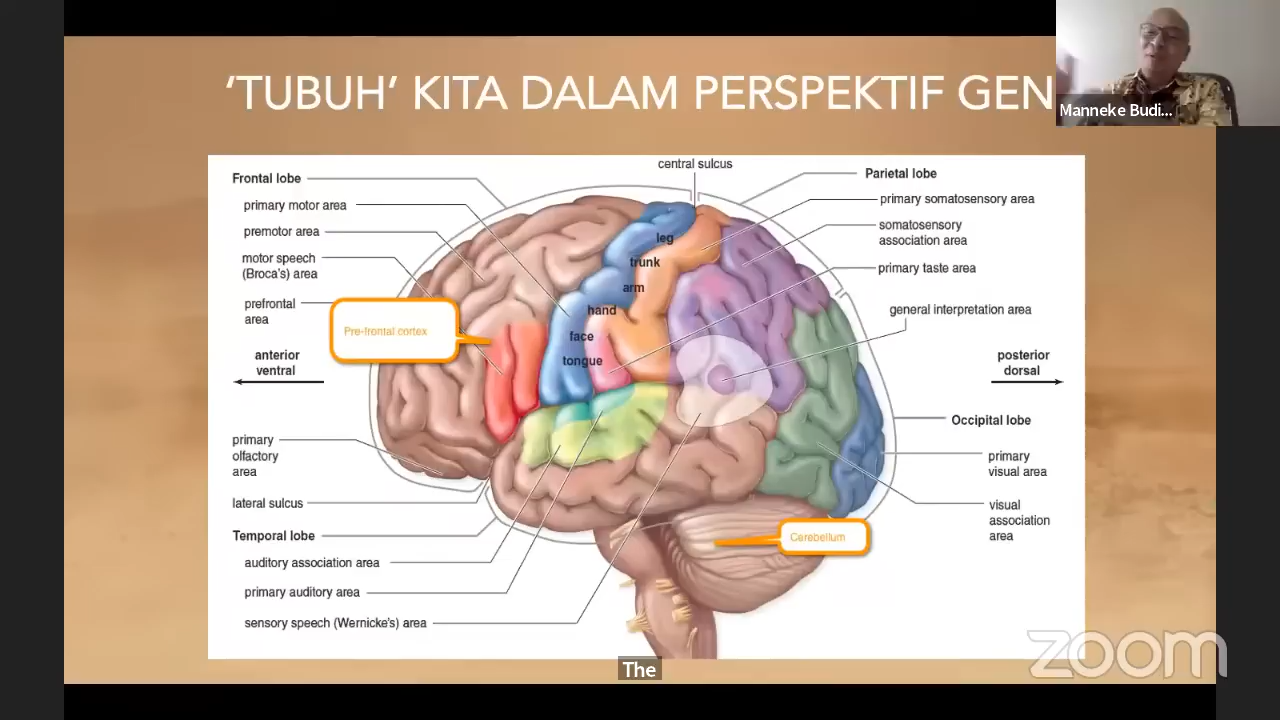 'TUBUH' KITA DALAM PERSPEKTIF GEN
Manneke Budi...
central sulcus
Frontal lobe
primary motor area
premotor area
motor speech
(Broca's) area
prefrontal
area
Pre-frontal cortex
anterior
ventral
primary
olfactory
area
lateral sulcus
Temporal lobe
auditory association area
primary auditory area
sensory speech (Wernicke's) area
leg
trunk
arm
hand
face
tongue
Parietal lobe
primary somatosensory area
somatosensory
association area
primary taste area
general interpretation area
posterior
dorsal
Occipital lobe
primary
visual area
visual
association
area
Cerebellum
The
zoom